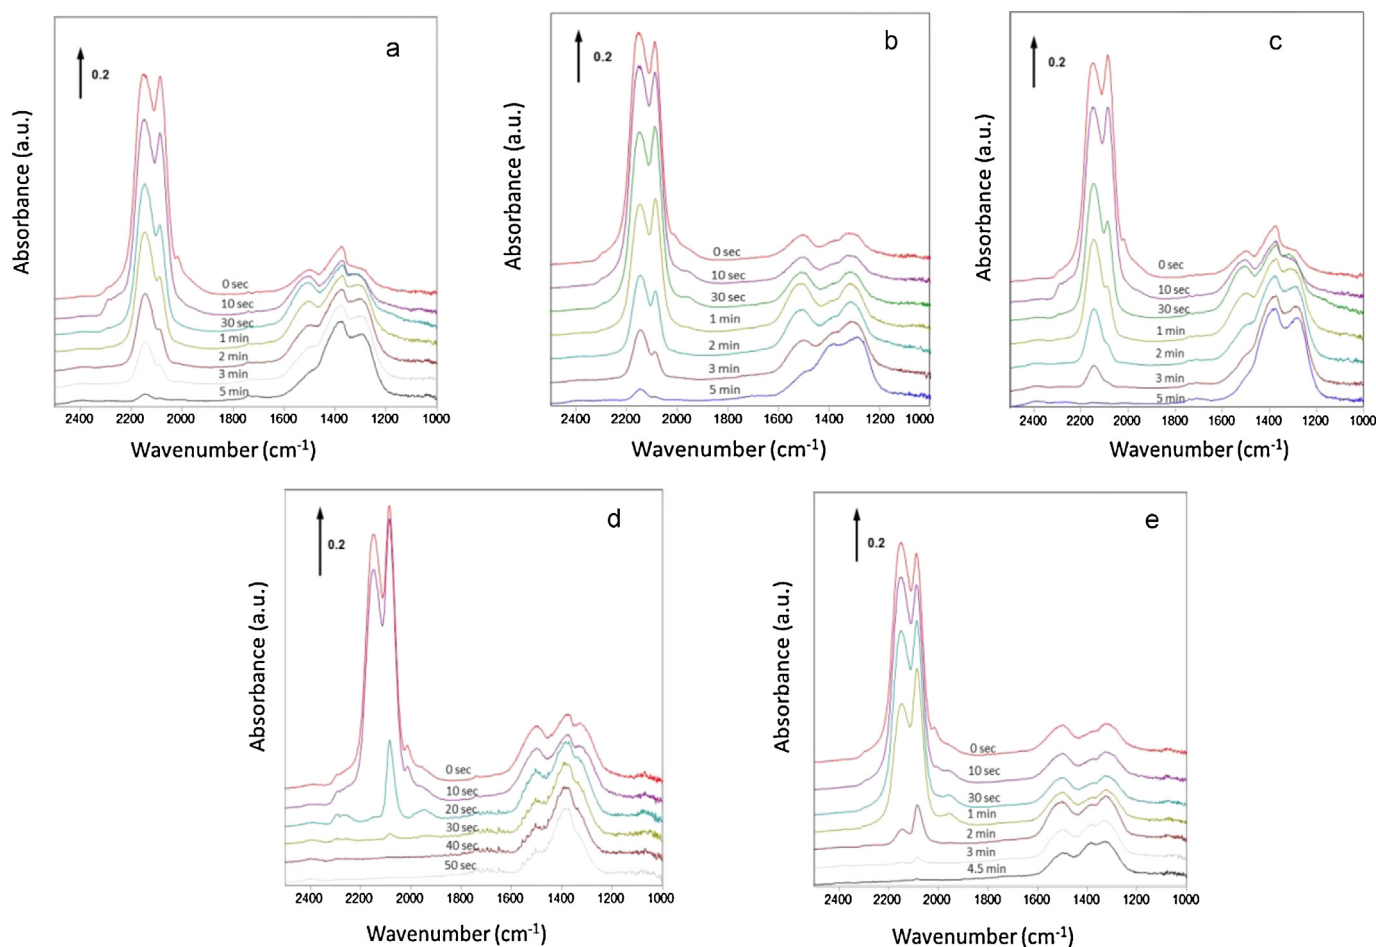 a
0.2
Absorbance (a.u.)
0 sec
10 sec
30 sec
1 min
2 min
3 min
5 min
2400 2200 2000 1800 1600 1400 1200 1000
Wavenumber (cm⁻¹)
b
0.2
Absorbance (a.u.)
0 sec
10 sec
30 sec
1 min
2 min
3 min
5 min
2400 2200 2000 1800 1600 1400 1200 1000
Wavenumber (cm⁻¹)
c
0.2
Absorbance (a.u.)
0 sec
10 sec
30 sec
1 min
2 min
3 min
5 min
2400 2200 2000 1800 1600 1400 1200 1000
Wavenumber (cm⁻¹)
d
0.2
Absorbance (a.u.)
0 sec
10 sec
20 sec
30 sec
40 sec
50 sec
2400 2200 2000 1800 1600 1400 1200 1000
Wavenumber (cm⁻¹)
e
0.2
Absorbance (a.u.)
0 sec
10 sec
30 sec
1 min
2 min
3 min
4.5 min
2400 2200 2000 1800 1600 1400 1200 1000
Wavenumber (cm⁻¹)